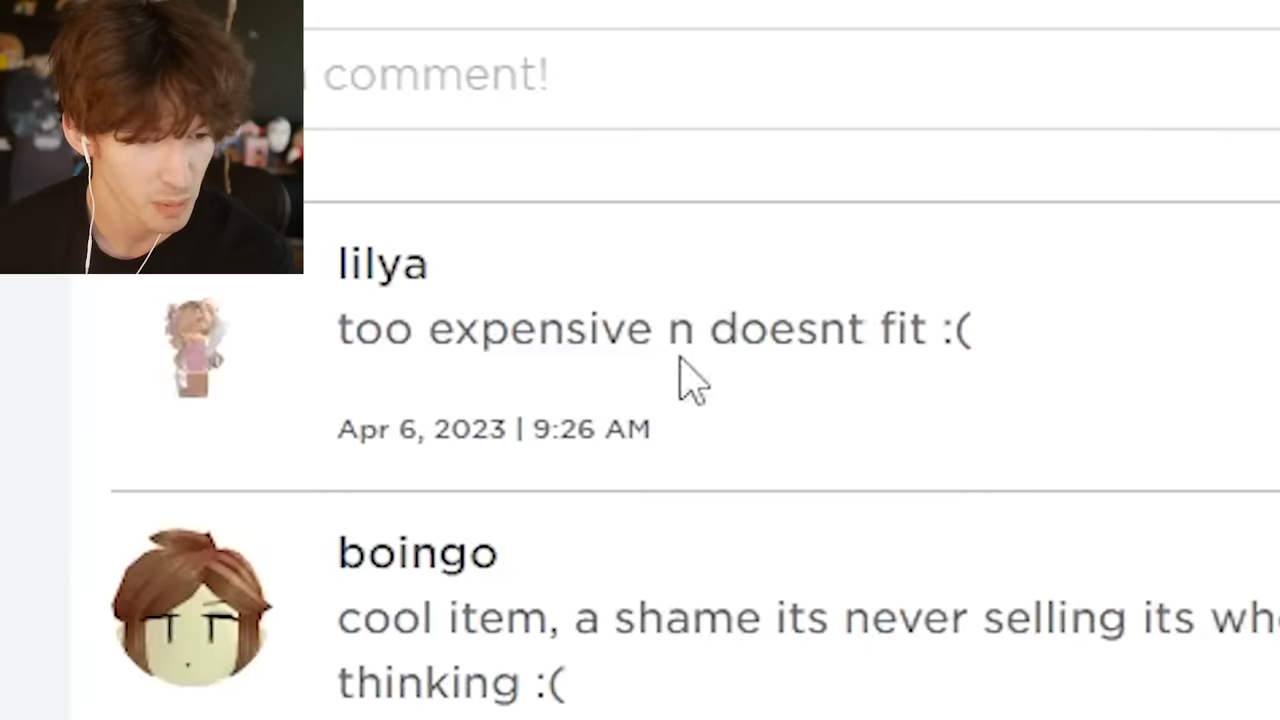 comment!
lilya
too expensive n doesnt fit :(
Apr 6, 2023 | 9:26 AM
boingo
cool item, a shame its never selling its
thinking :(